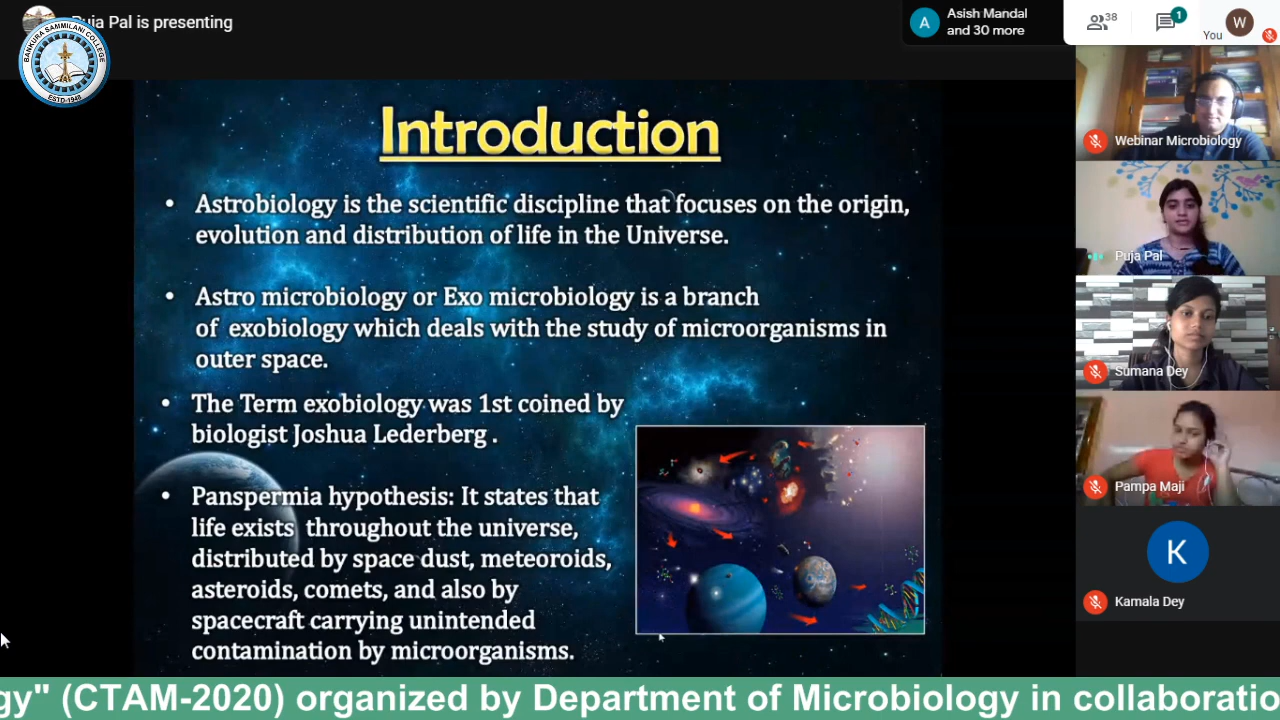 Puja Pal is presenting
BANKURA SAMMILANI COLLEGE
ESTD-1948
A
Asish Mandal
and 30 more
38
1
You
W
Introduction
• Astrobiology is the scientific discipline that focuses on the origin,
evolution and distribution of life in the Universe.
• Astro microbiology or Exo microbiology is a branch
of exobiology which deals with the study of microorganisms in
outer space.
• The Term exobiology was 1st coined by
biologist Joshua Lederberg .
• Panspermia hypothesis: It states that
life exists throughout the universe,
distributed by space dust, meteoroids,
asteroids, comets, and also by
spacecraft carrying unintended
contamination by microorganisms.
Webinar Microbiology
Puja Pal
Sumana Dey
Pampa Maji
K
Kamala Dey
gy" (CTAM-2020) organized by Department of Microbiology in collaboratio